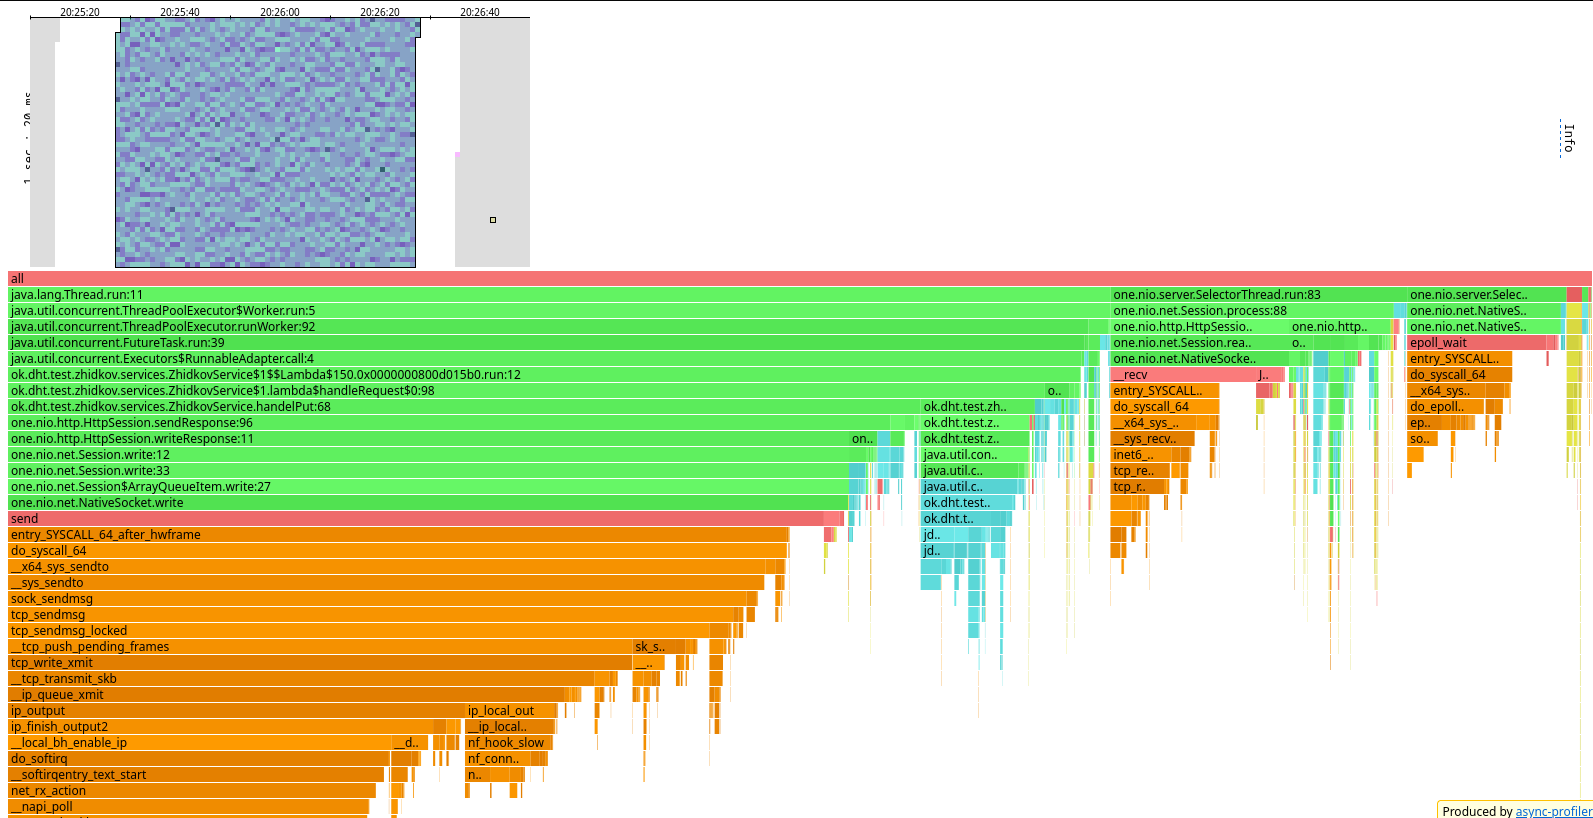 20:25:20 20:25:40 20:26:00 20:26:20 20:26:40
Info
all
java.lang.Thread.run:11 one.nio.server.SelectorThread.run:83 one.nio.server.Selec..
java.util.concurrent.ThreadPoolExecutor$Worker.run:5 one.nio.net.Session.process:88 one.nio.net.NativeS..
java.util.concurrent.ThreadPoolExecutor.runWorker:92 one.nio.http.HttpSessio.. one.nio.http.. one.nio.net.NativeS..
java.util.concurrent.FutureTask.run:39 one.nio.net.Session.rea.. o.. epoll_wait
java.util.concurrent.Executors$RunnableAdapter.call:4 one.nio.net.NativeSocke.. entry_SYSCALL..
ok.dht.test.zhidkov.services.ZhidkovService$1$$Lambda$150.0x0000000800d015b0.run:12 __recv J.. do_syscall_64
ok.dht.test.zhidkov.services.ZhidkovService$1.lambda$handleRequest$0:98 o.. entry_SYSCALL.. __x64_sys..
ok.dht.test.zhidkov.services.ZhidkovService.handelPut:68 ok.dht.test.zh.. do_syscall_64 do_epoll..
one.nio.http.HttpSession.sendResponse:96 ok.dht.test.z.. __x64_sys_.. ep..
one.nio.http.HttpSession.writeResponse:11 on.. ok.dht.test.z.. __sys_recv.. so..
one.nio.net.Session.write:12 java.util.con.. inet6_..
one.nio.net.Session.write:33 java.util.c.. tcp_re..
one.nio.net.Session$ArrayQueueItem.write:27 java.util.c.. tcp_r..
one.nio.net.NativeSocket.write ok.dht.test..
send ok.dht.t..
entry_SYSCALL_64_after_hwframe jd..
do_syscall_64 jd..
__x64_sys_sendto
__sys_sendto
sock_sendmsg
tcp_sendmsg
tcp_sendmsg_locked
__tcp_push_pending_frames sk_s..
tcp_write_xmit __..
__tcp_transmit_skb
__ip_queue_xmit
ip_output ip_local_out
ip_finish_output2 __ip_local..
__local_bh_enable_ip __d.. nf_hook_slow
do_softirq nf_conn..
__softirqentry_text_start n..
net_rx_action
__napi_poll
Produced by async-profiler